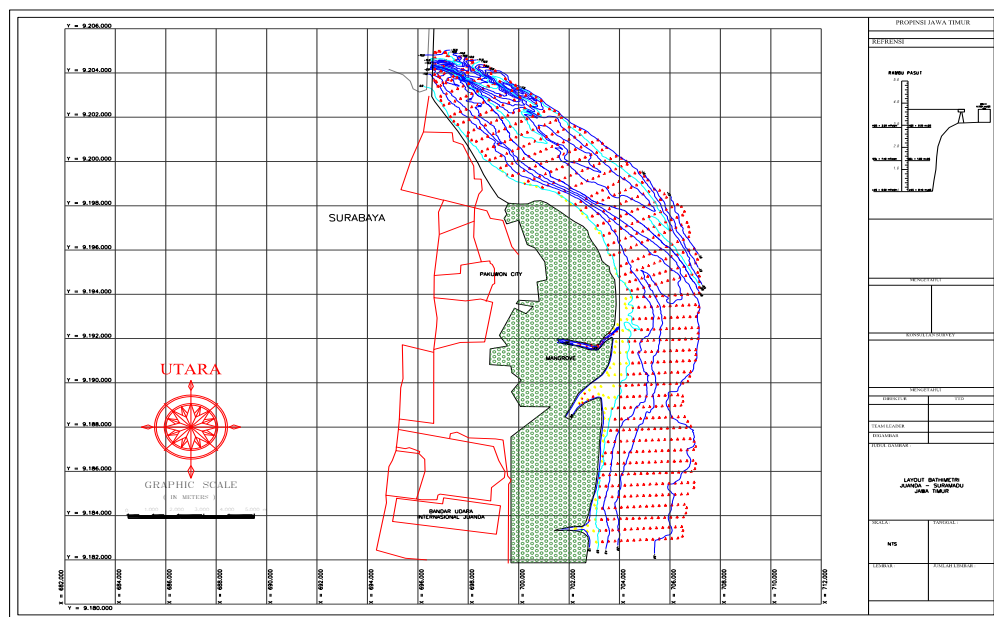 Y = 9.206.000
Y = 9.204.000
Y = 9.202.000
Y = 9.200.000
Y = 9.198.000
Y = 9.196.000
Y = 9.194.000
Y = 9.192.000
Y = 9.190.000
Y = 9.188.000
Y = 9.186.000
Y = 9.184.000
Y = 9.182.000
Y = 9.180.000
X = 682.000
X = 684.000
X = 686.000
X = 688.000
X = 690.000
X = 692.000
X = 694.000
X = 696.000
X = 698.000
X = 700.000
X = 702.000
X = 704.000
X = 706.000
X = 708.000
X = 710.000
X = 712.000
SURABAYA
PAKUWON CITY
MANGROVE
BANDAR UDARA
INTERNASIONAL JUANDA
UTARA
GRAPHIC SCALE
( IN METERS )
PROPINSI JAWA TIMUR
REFRENSI
RAMBU PASUT
MENGETAHUI
KONSULTAN SURVEY
MENGETAHUI
DIREKTUR
TTD
TEAM LEADER
DIGAMBAR
JUDUL GAMBAR :
LAYOUT BATHIMETRI
JUANDA - SURAMADU
JAWA TIMUR
SKALA :
TANGGAL :
NTS
LEMBAR :
JUMLAH LEMBAR :